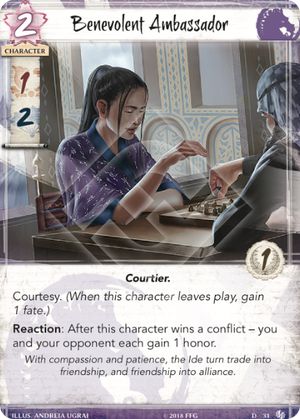 2
Benevolent Ambassador
CHARACTER
1
2
Courtier.
1
Courtesy. (When this character leaves play, gain
1 fate.)
Reaction: After this character wins a conflict – you
and your opponent each gain 1 honor.
With compassion and patience, the Ide turn trade into
friendship, and friendship into alliance.
ILLUS. ANDREIA UGRAI
© 2018 FFG
D 31